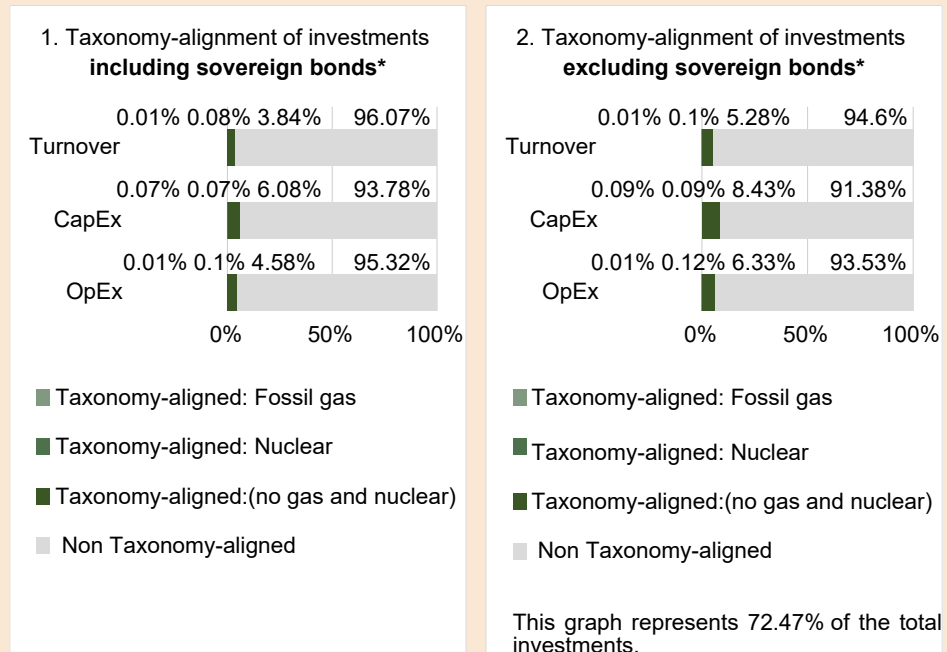 1. Taxonomy-alignment of investments
including sovereign bonds*
0.01% 0.08% 3.84% 96.07%
Turnover
0.07% 0.07% 6.08% 93.78%
CapEx
0.01% 0.1% 4.58% 95.32%
OpEx
0% 50% 100%
Taxonomy-aligned: Fossil gas
Taxonomy-aligned: Nuclear
Taxonomy-aligned:(no gas and nuclear)
Non Taxonomy-aligned
2. Taxonomy-alignment of investments
excluding sovereign bonds*
0.01% 0.1% 5.28% 94.6%
Turnover
0.09% 0.09% 8.43% 91.38%
CapEx
0.01% 0.12% 6.33% 93.53%
OpEx
0% 50% 100%
Taxonomy-aligned: Fossil gas
Taxonomy-aligned: Nuclear
Taxonomy-aligned:(no gas and nuclear)
Non Taxonomy-aligned
This graph represents 72.47% of the total
investments.